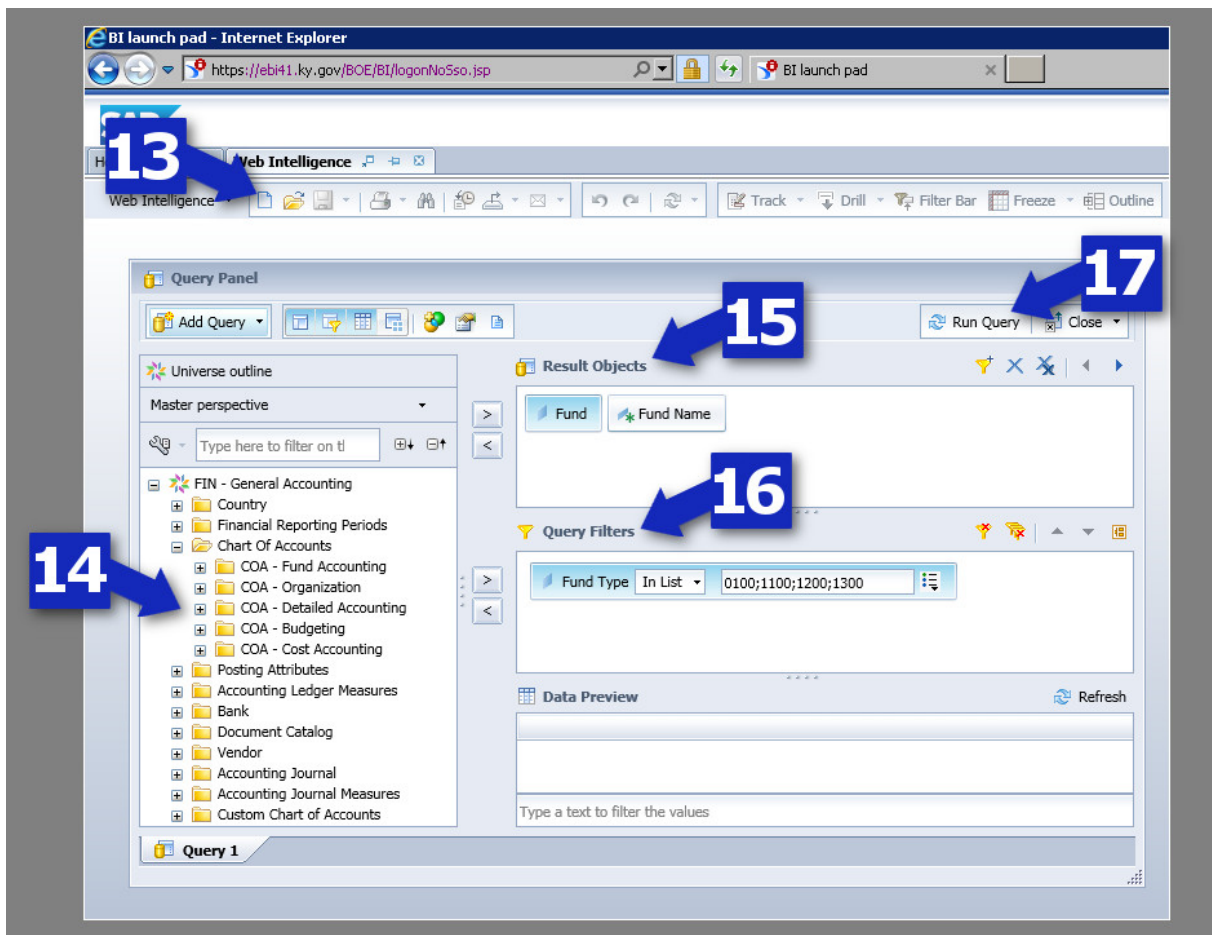 BI launch pad - Internet Explorer
https://ebi41.ky.gov/BOE/BI/logonNoSso.jsp
BI launch pad
13
Web Intelligence
Web Intelligence
Track
Drill
Filter Bar
Freeze
Outline
17
Query Panel
15
Add Query
Run Query
Close
Universe outline
Result Objects
Master perspective
Fund
Fund Name
Type here to filter on tl
16
FIN - General Accounting
Country
Financial Reporting Periods
Query Filters
14
Chart Of Accounts
COA - Fund Accounting
Fund Type
In List
0100;1100;1200;1300
COA - Organization
COA - Detailed Accounting
COA - Budgeting
COA - Cost Accounting
Posting Attributes
Accounting Ledger Measures
Data Preview
Refresh
Bank
Document Catalog
Vendor
Accounting Journal
Accounting Journal Measures
Custom Chart of Accounts
Type a text to filter the values
Query 1